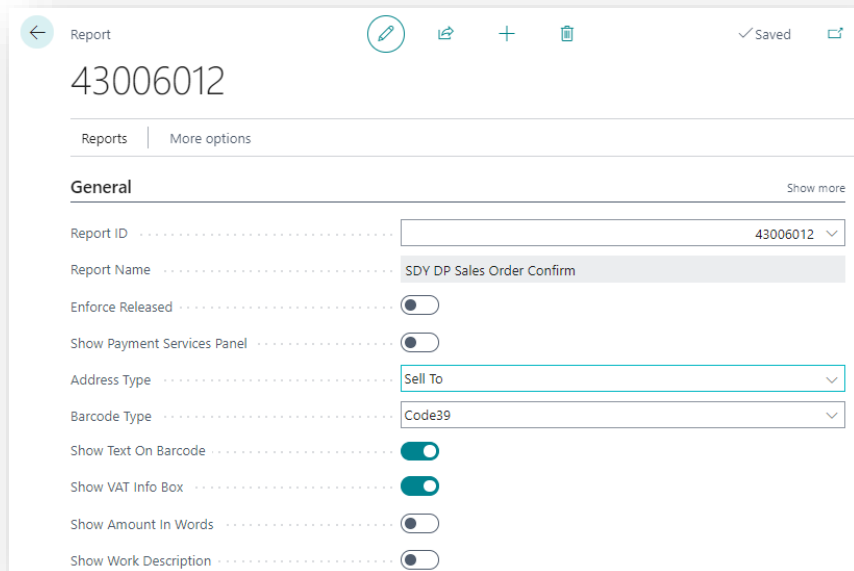 Report
Saved
43006012
Reports More options
General Show more
Report ID 43006012
Report Name SDY DP Sales Order Confirm
Enforce Released
Show Payment Services Panel
Address Type Sell To
Barcode Type Code39
Show Text On Barcode
Show VAT Info Box
Show Amount In Words
Show Work Description